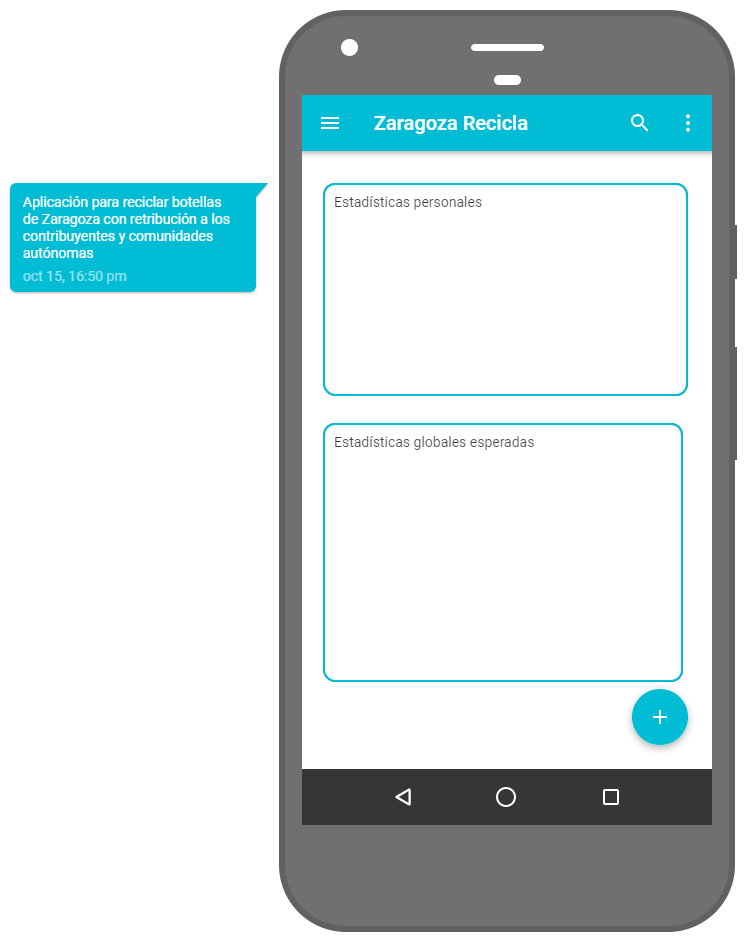 Zaragoza Recicla
Aplicación para reciclar botellas
de Zaragoza con retribución a los
contribuyentes y comunidades
autónomas
oct 15, 16:50 pm
Estadísticas personales
Estadísticas globales esperadas